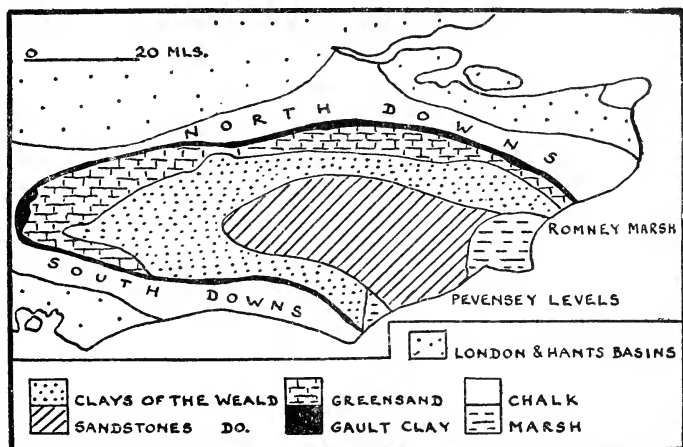 0 20 MLS.
NORTH DOWNS
ROMNEY MARSH
SOUTH DOWNS
PEVENSEY LEVELS
LONDON & HANTS BASINS
CLAYS OF THE WEALD
GREENSAND
CHALK
SANDSTONES DO.
GAULT CLAY
MARSH